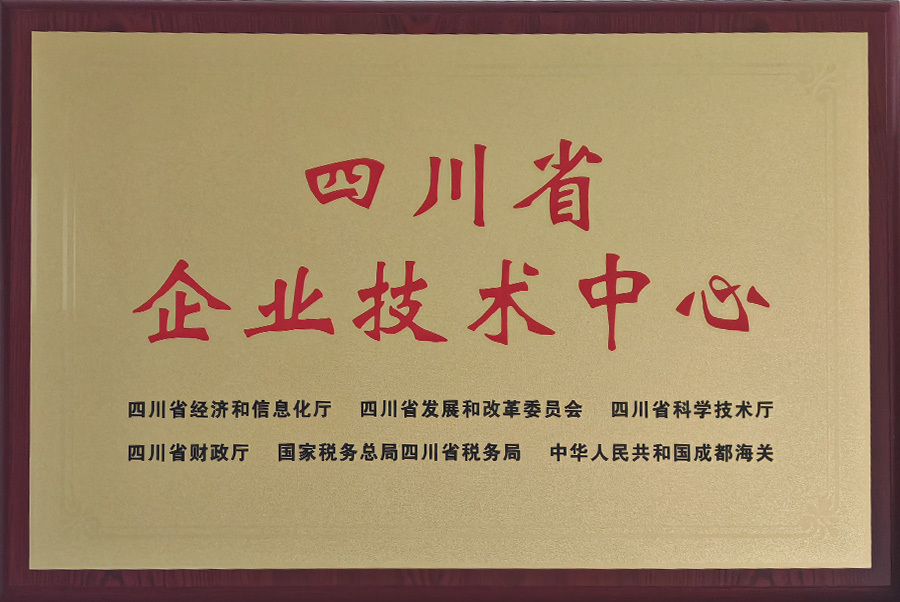 四川省
企业技术中心
四川省经济和信息化厅 四川省发展和改革委员会 四川省科学技术厅
四川省财政厅 国家税务总局四川省税务局 中华人民共和国成都海关